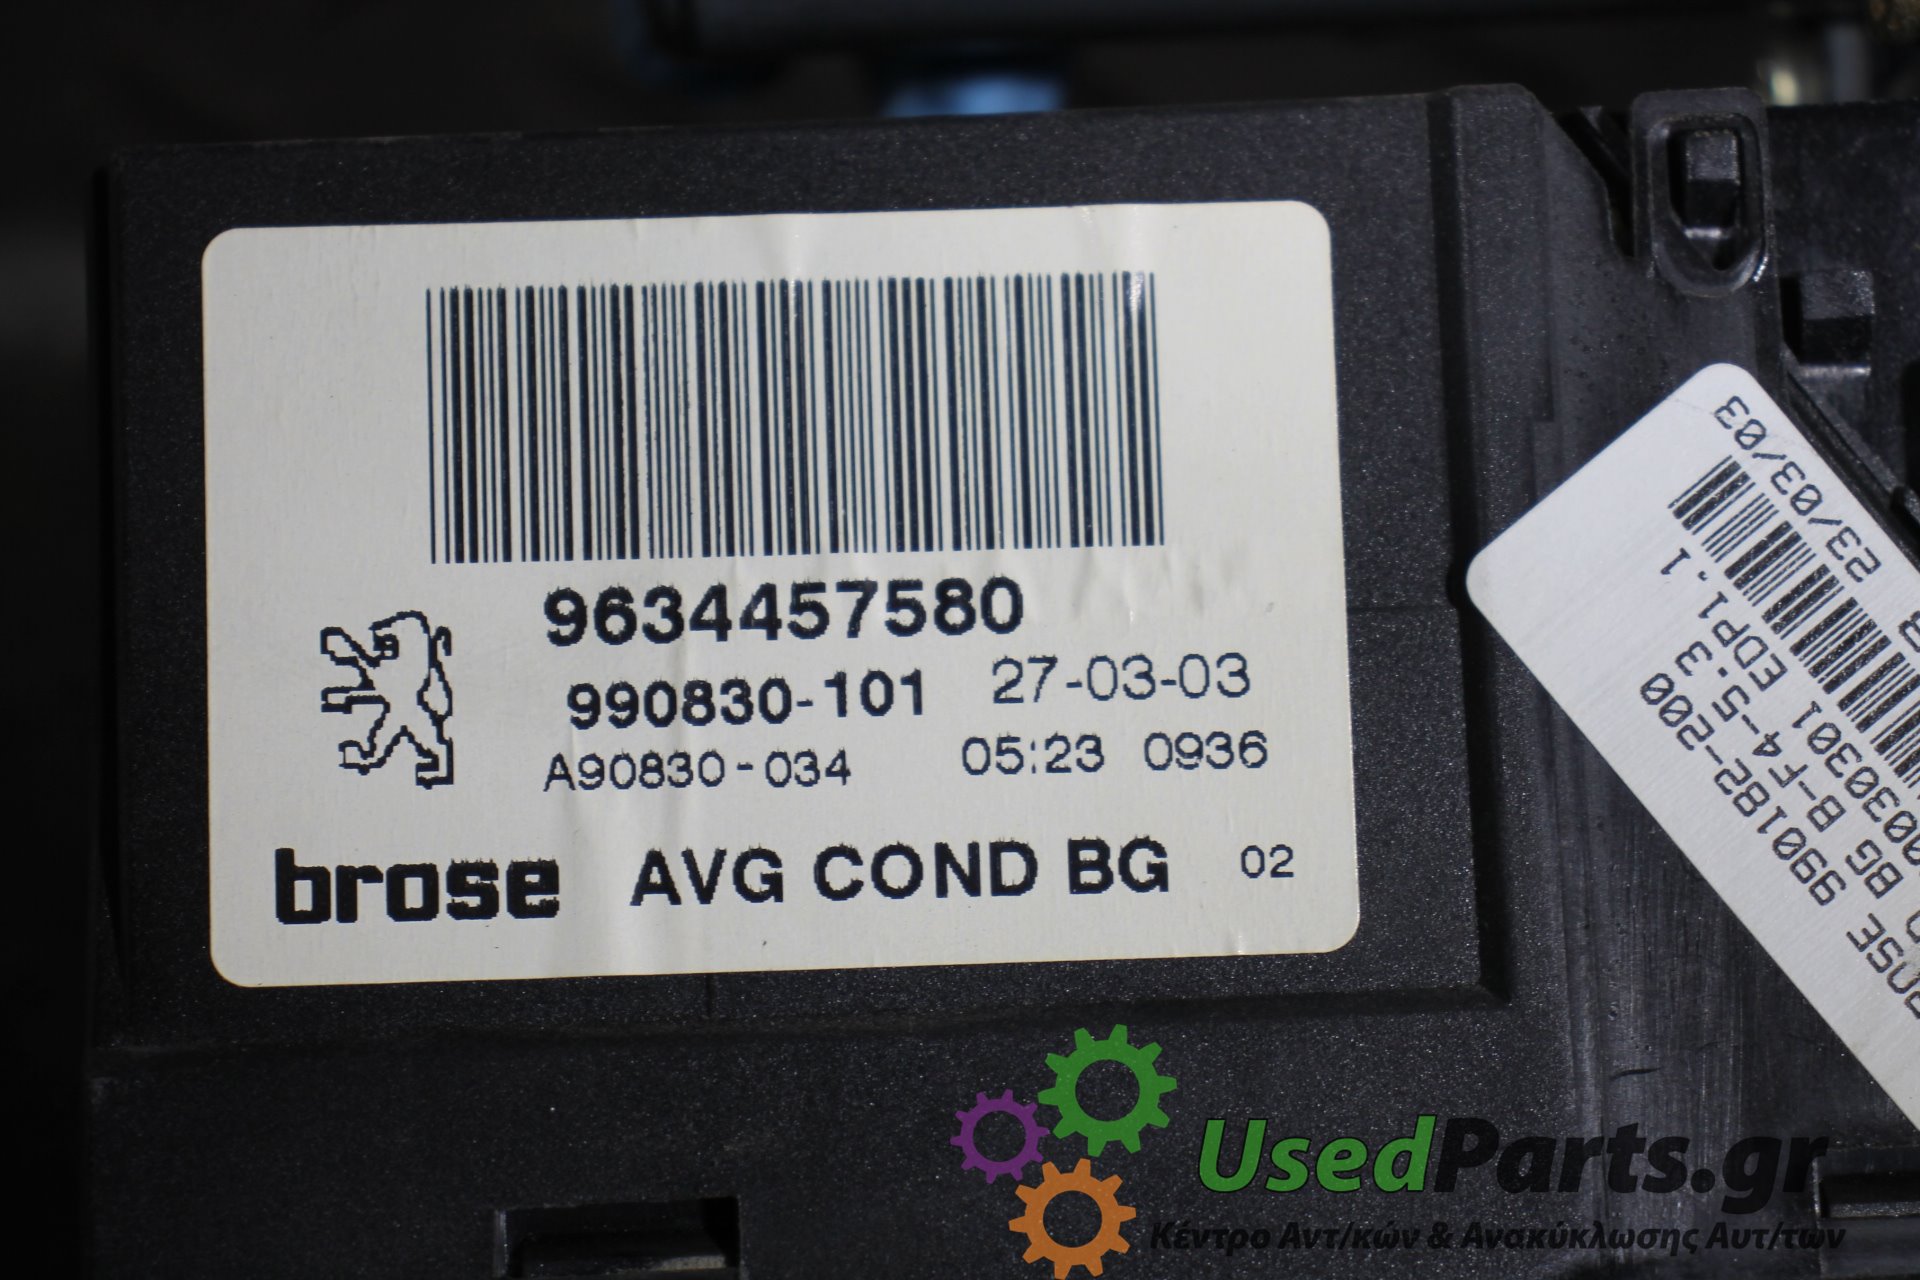 9634457580
990830-101 27-03-03
A90830-034 05:23 0936
brose AVG COND BG 02
23/03/03
EDP1.1
B-F4-5.3
990182-200
UsedParts.gr
Κέντρο Αντ/κών & Ανακύκλωσης Αυτ/των